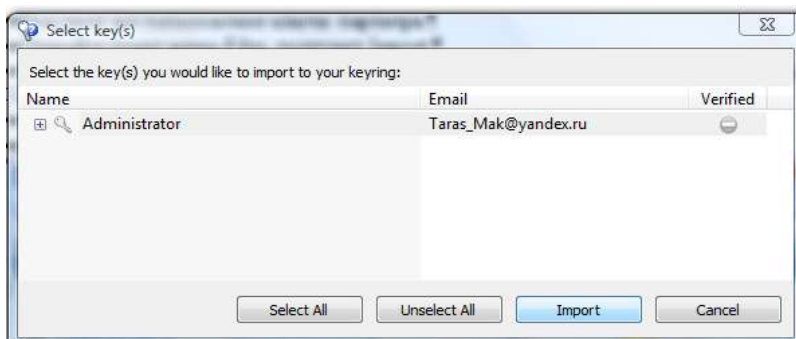 Select key(s)
Select the key(s) you would like to import to your keyring:
Name Email Verified
Administrator Taras_Mak@yandex.ru
Select All Unselect All Import Cancel